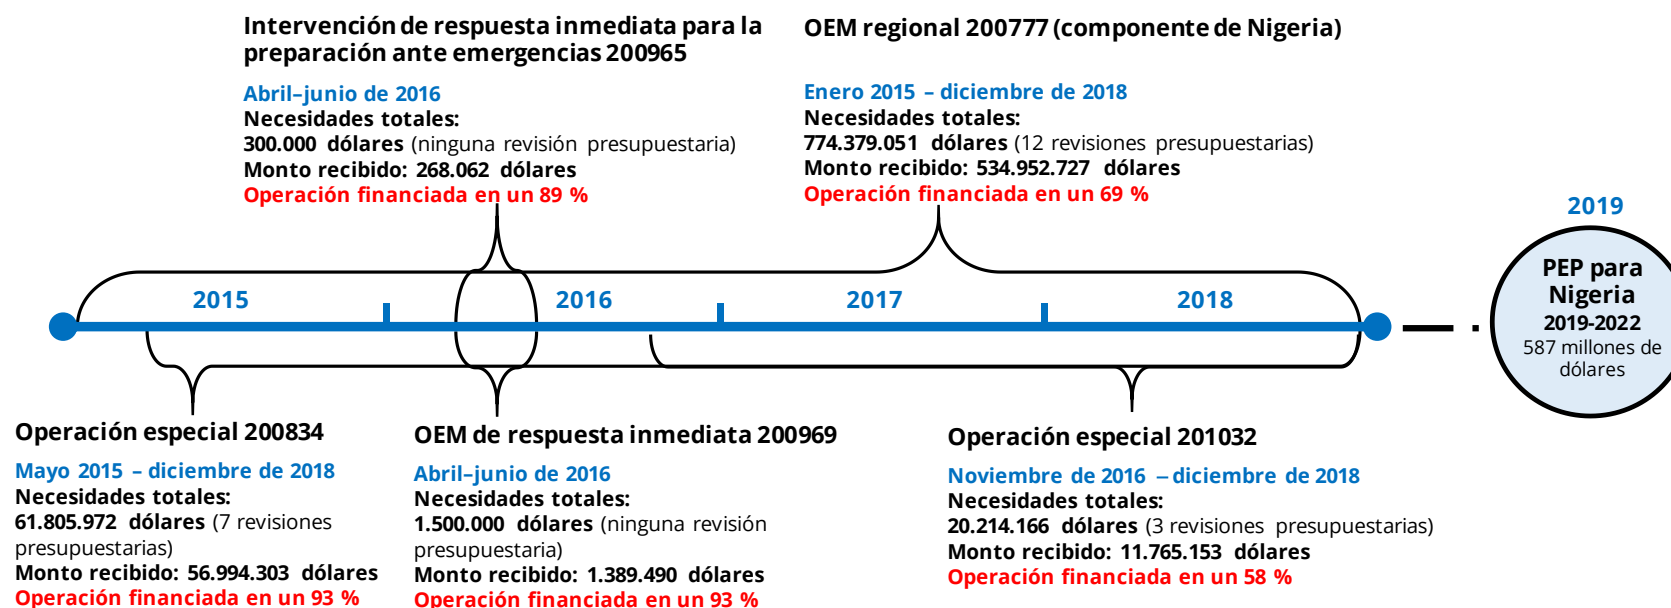 Intervención de respuesta inmediata para la
preparación ante emergencias 200965
Abril–junio de 2016
Necesidades totales:
300.000 dólares (ninguna revisión presupuestaria)
Monto recibido: 268.062 dólares
Operación financiada en un 89 %
OEM regional 200777 (componente de Nigeria)
Enero 2015 – diciembre de 2018
Necesidades totales:
774.379.051 dólares (12 revisiones presupuestarias)
Monto recibido: 534.952.727 dólares
Operación financiada en un 69 %
2019
PEP para
Nigeria
2019-2022
587 millones de
dólares
2015
2016
2017
2018
Operación especial 200834
Mayo 2015 – diciembre de 2018
Necesidades totales:
61.805.972 dólares (7 revisiones
presupuestarias)
Monto recibido: 56.994.303 dólares
Operación financiada en un 93 %
OEM de respuesta inmediata 200969
Abril–junio de 2016
Necesidades totales:
1.500.000 dólares (ninguna revisión
presupuestaria)
Monto recibido: 1.389.490 dólares
Operación financiada en un 93 %
Operación especial 201032
Noviembre de 2016 – diciembre de 2018
Necesidades totales:
20.214.166 dólares (3 revisiones presupuestarias)
Monto recibido: 11.765.153 dólares
Operación financiada en un 58 %